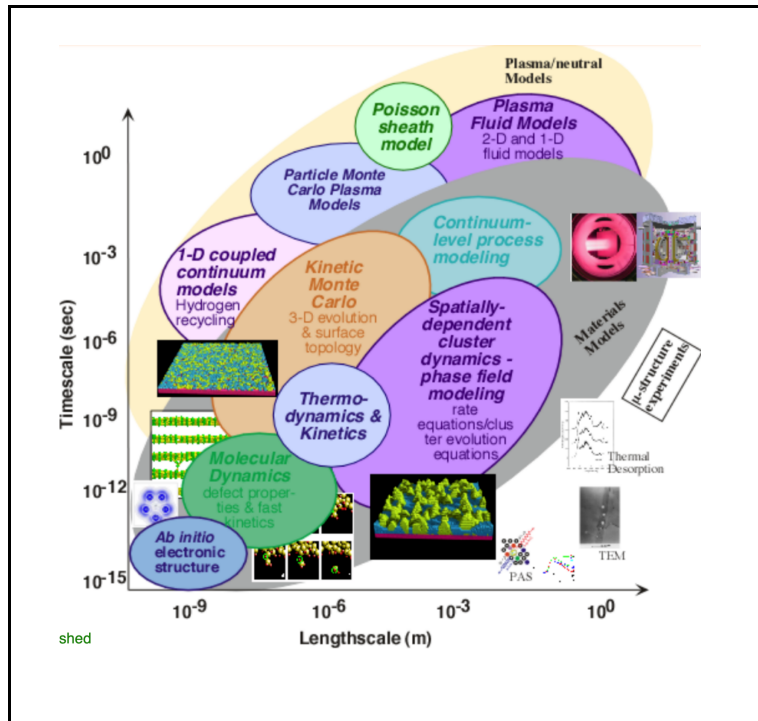 Plasma/neutral
Models
Poisson
sheath
model
Plasma
Fluid Models
2-D and 1-D
fluid models
Particle Monte
Carlo Plasma
Models
Continuum-
level process
modeling
1-D coupled
continuum
models
Hydrogen
recycling
Kinetic
Monte
Carlo
3-D evolution
& surface
topology
Spatially-
dependent
cluster
dynamics -
phase field
modeling
rate
equations/clus
ter evolution
equations
Materials
Models
μ-structure
experiments
Thermo-
dynamics &
Kinetics
Molecular
Dynamics
defect proper-
ties & fast
kinetics
Ab initio
electronic
structure
Thermal
Desorption
TEM
PAS
Timescale (sec)
10⁰
10⁻³
10⁻⁶
10⁻⁹
10⁻¹²
10⁻¹⁵
10⁻⁹ 10⁻⁶ 10⁻³ 10⁰
Lengthscale (m)
shed